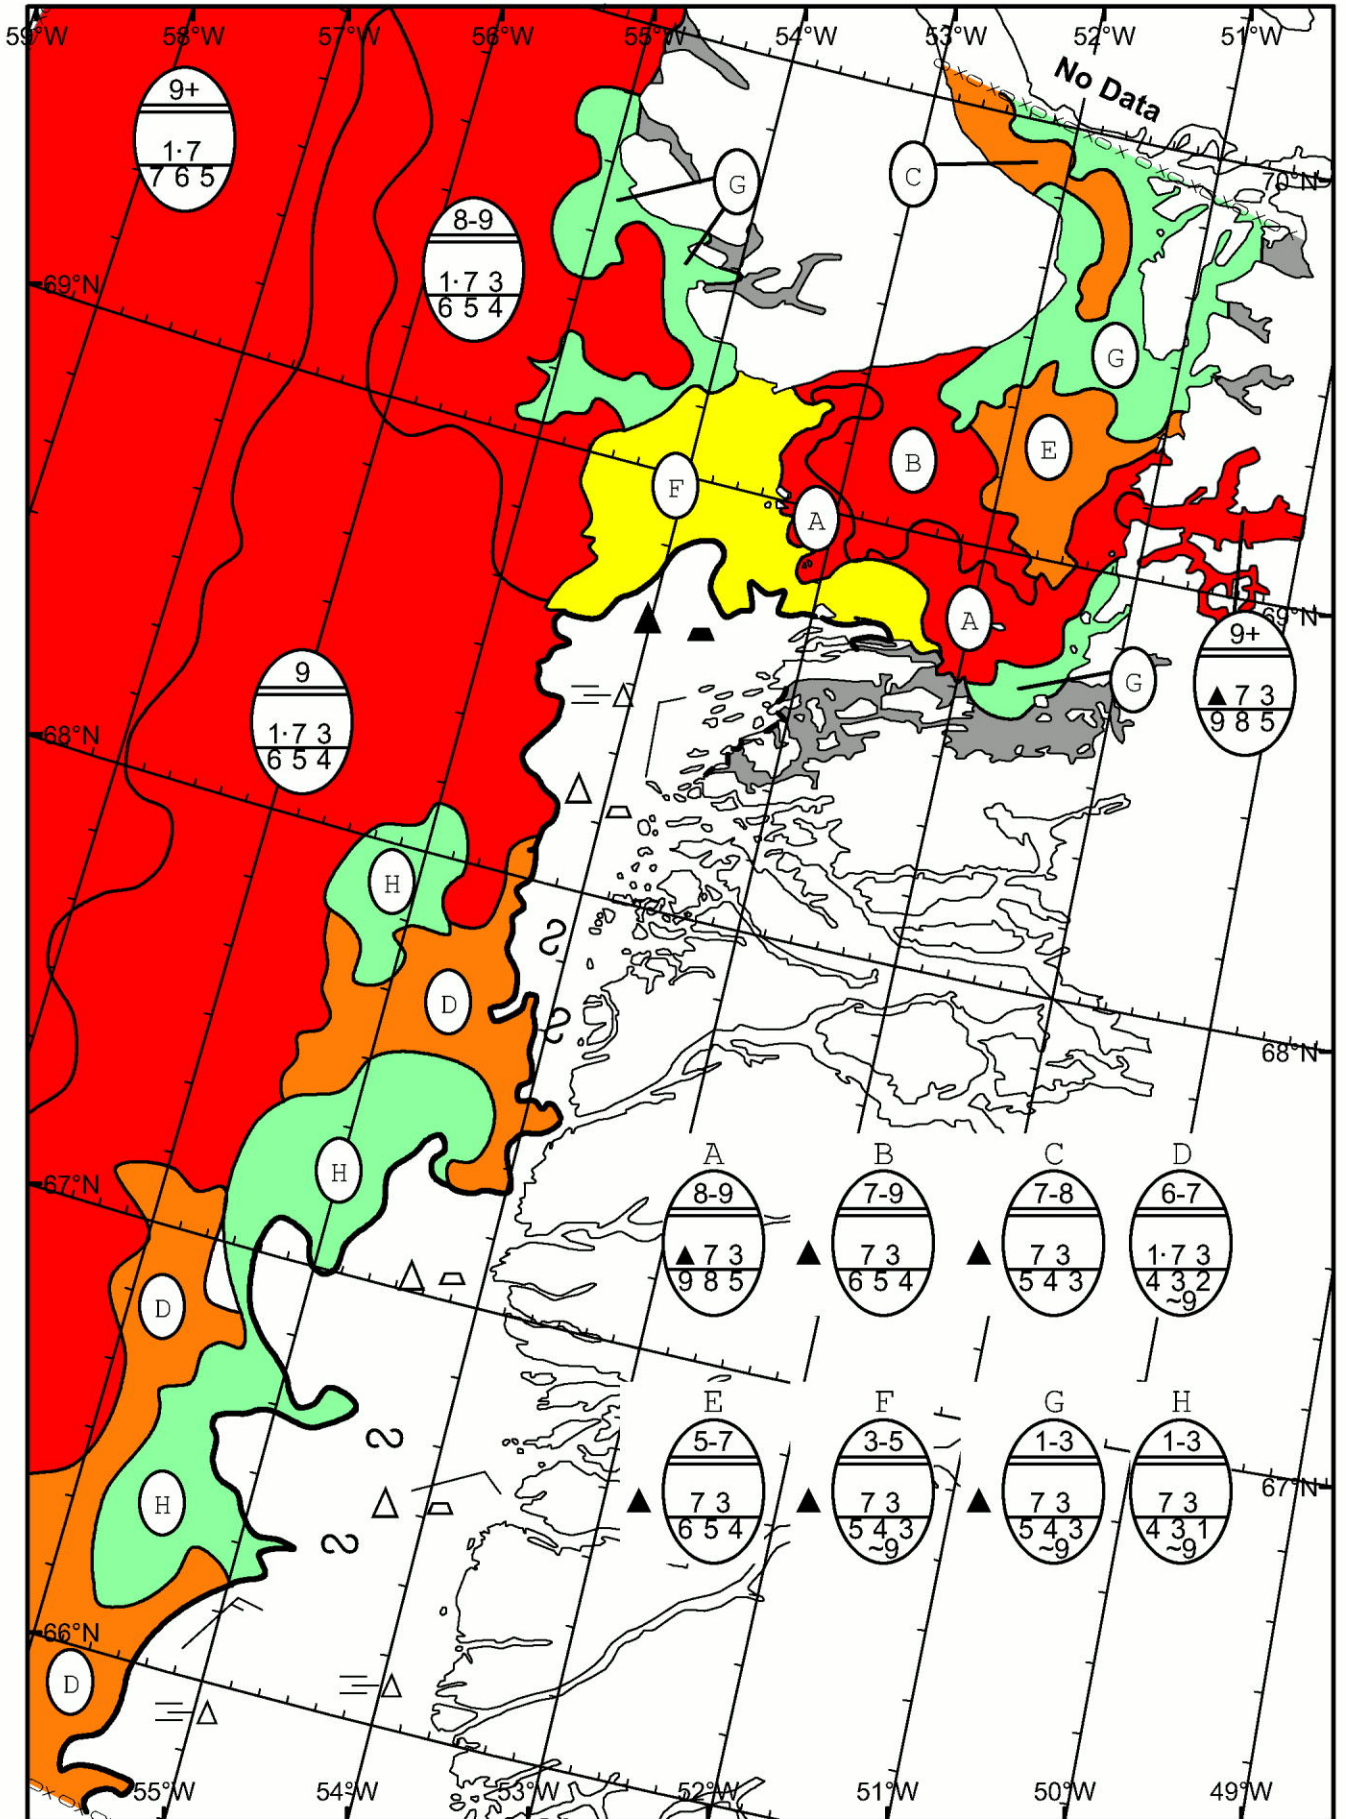 59°W 58°W 57°W 56°W 55°W 54°W 53°W 52°W 51°W
No Data
9+
1·7
7 6 5
G
C
70°N
8-9
1·7 3
6 5 4
69°N
G
B
E
F
A
A
69°N
9+
▲ 7 3
9 8 5
G
9
1·7 3
6 5 4
68°N
H
D
68°N
67°N
H
A B C D
8-9 7-9 7-8 6-7
▲ 7 3 ▲ 7 3 ▲ 7 3 1·7 3
9 8 5 6 5 4 5 4 3 4 3 2
~9
D
E F G H
5-7 3-5 1-3 1-3
▲ 7 3 ▲ 7 3 ▲ 7 3 7 3
6 5 4 5 4 3 5 4 3 4 3 1
~9 ~9 ~9
67°N
H
66°N
D
55°W 54°W 53°W 52°W 51°W 50°W 49°W